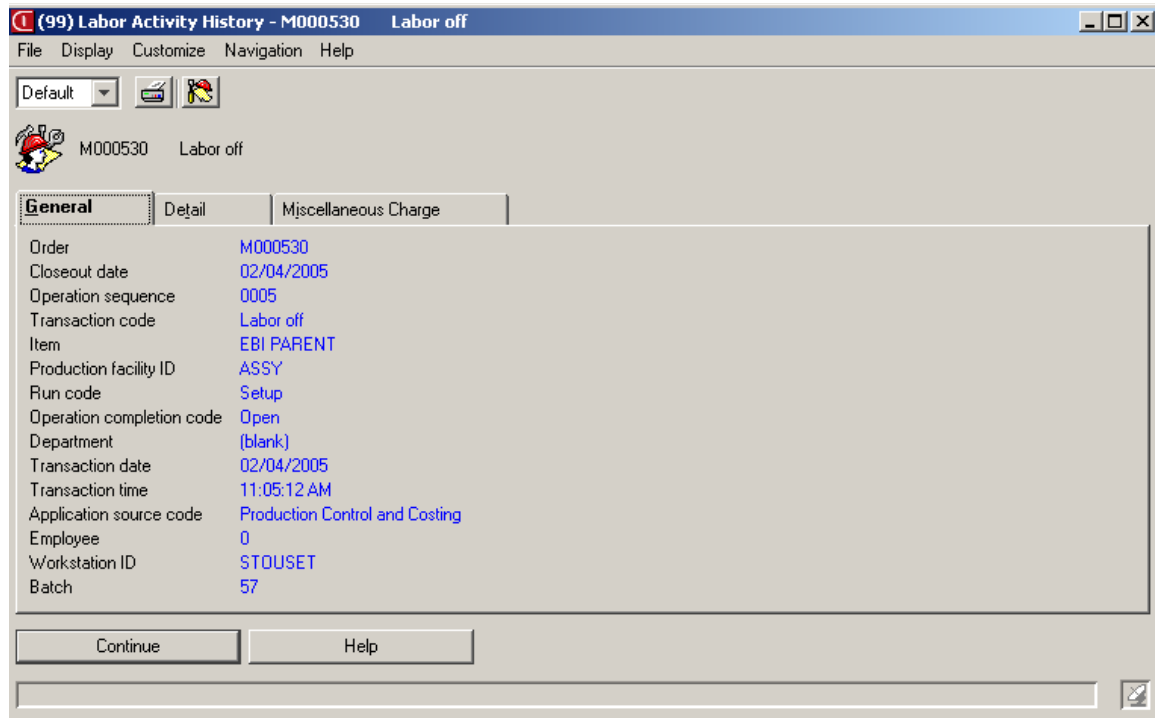 (99) Labor Activity History - M000530 Labor off
File Display Customize Navigation Help
Default
M000530 Labor off
General Detail Miscellaneous Charge
Order M000530
Closeout date 02/04/2005
Operation sequence 0005
Transaction code Labor off
Item EBI PARENT
Production facility ID ASSY
Run code Setup
Operation completion code Open
Department (blank)
Transaction date 02/04/2005
Transaction time 11:05:12 AM
Application source code Production Control and Costing
Employee 0
Workstation ID STOUSET
Batch 57
Continue Help